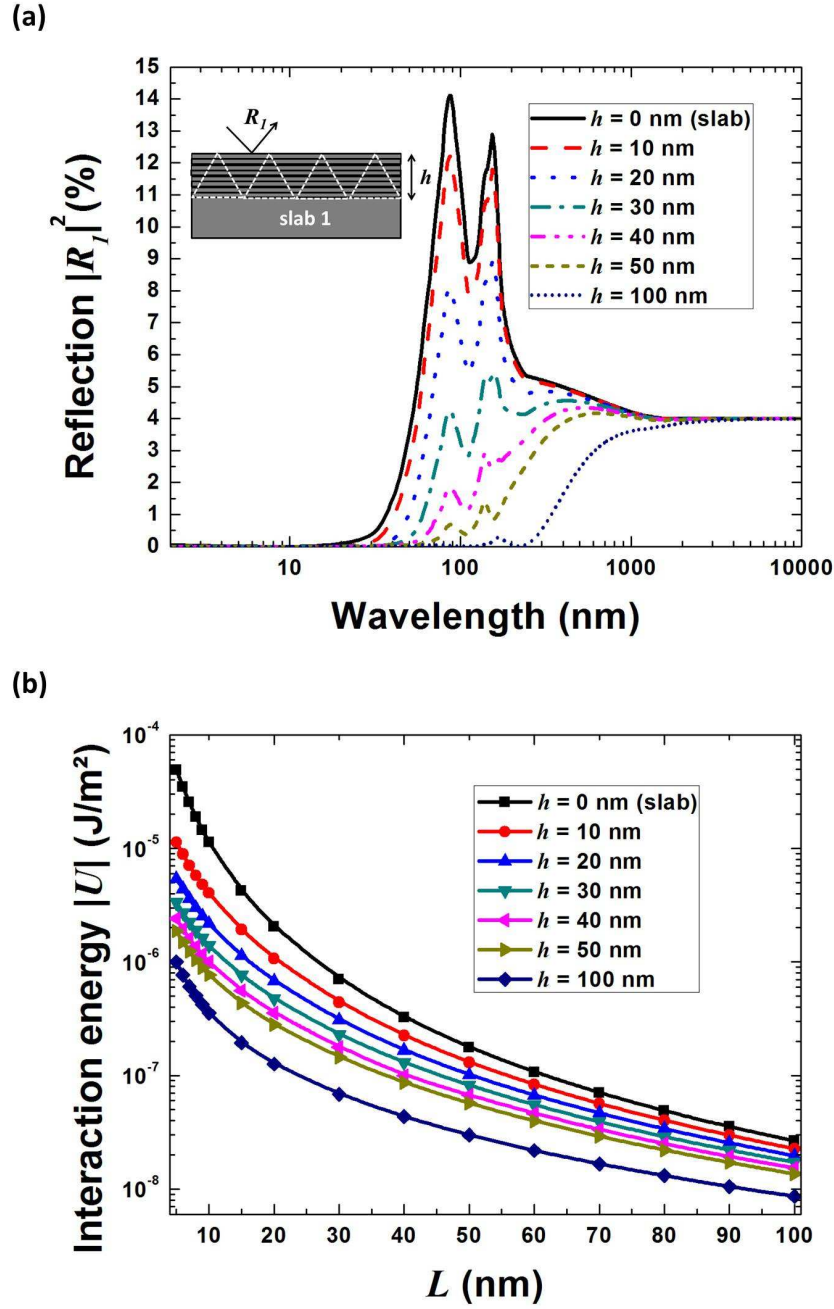 (a)
15
14
13
12
11
10
9
8
7
6
5
4
3
2
1
0
Reflection |R₁|² (%)
R₁
h
slab 1
h = 0 nm (slab)
h = 10 nm
h = 20 nm
h = 30 nm
h = 40 nm
h = 50 nm
h = 100 nm
10 100 1000 10000
Wavelength (nm)
(b)
10⁻⁴
10⁻⁵
10⁻⁶
10⁻⁷
10⁻⁸
Interaction energy |U| (J/m²)
h = 0 nm (slab)
h = 10 nm
h = 20 nm
h = 30 nm
h = 40 nm
h = 50 nm
h = 100 nm
10 20 30 40 50 60 70 80 90 100
L (nm)